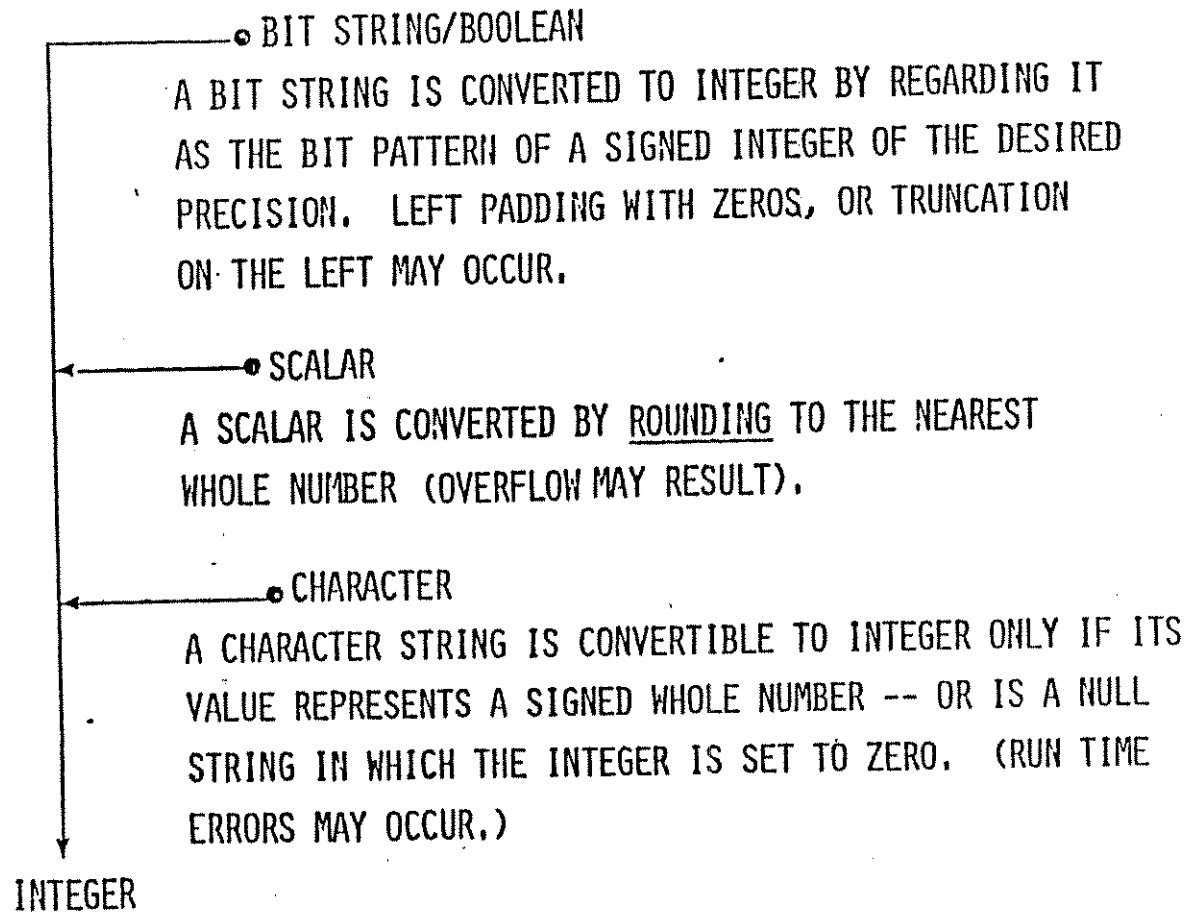 BIT STRING/BOOLEAN
A BIT STRING IS CONVERTED TO INTEGER BY REGARDING IT
AS THE BIT PATTERN OF A SIGNED INTEGER OF THE DESIRED
PRECISION. LEFT PADDING WITH ZEROS, OR TRUNCATION
ON THE LEFT MAY OCCUR.
SCALAR
A SCALAR IS CONVERTED BY ROUNDING TO THE NEAREST
WHOLE NUMBER (OVERFLOW MAY RESULT).
CHARACTER
A CHARACTER STRING IS CONVERTIBLE TO INTEGER ONLY IF ITS
VALUE REPRESENTS A SIGNED WHOLE NUMBER -- OR IS A NULL
STRING IN WHICH THE INTEGER IS SET TO ZERO. (RUN TIME
ERRORS MAY OCCUR.)
INTEGER